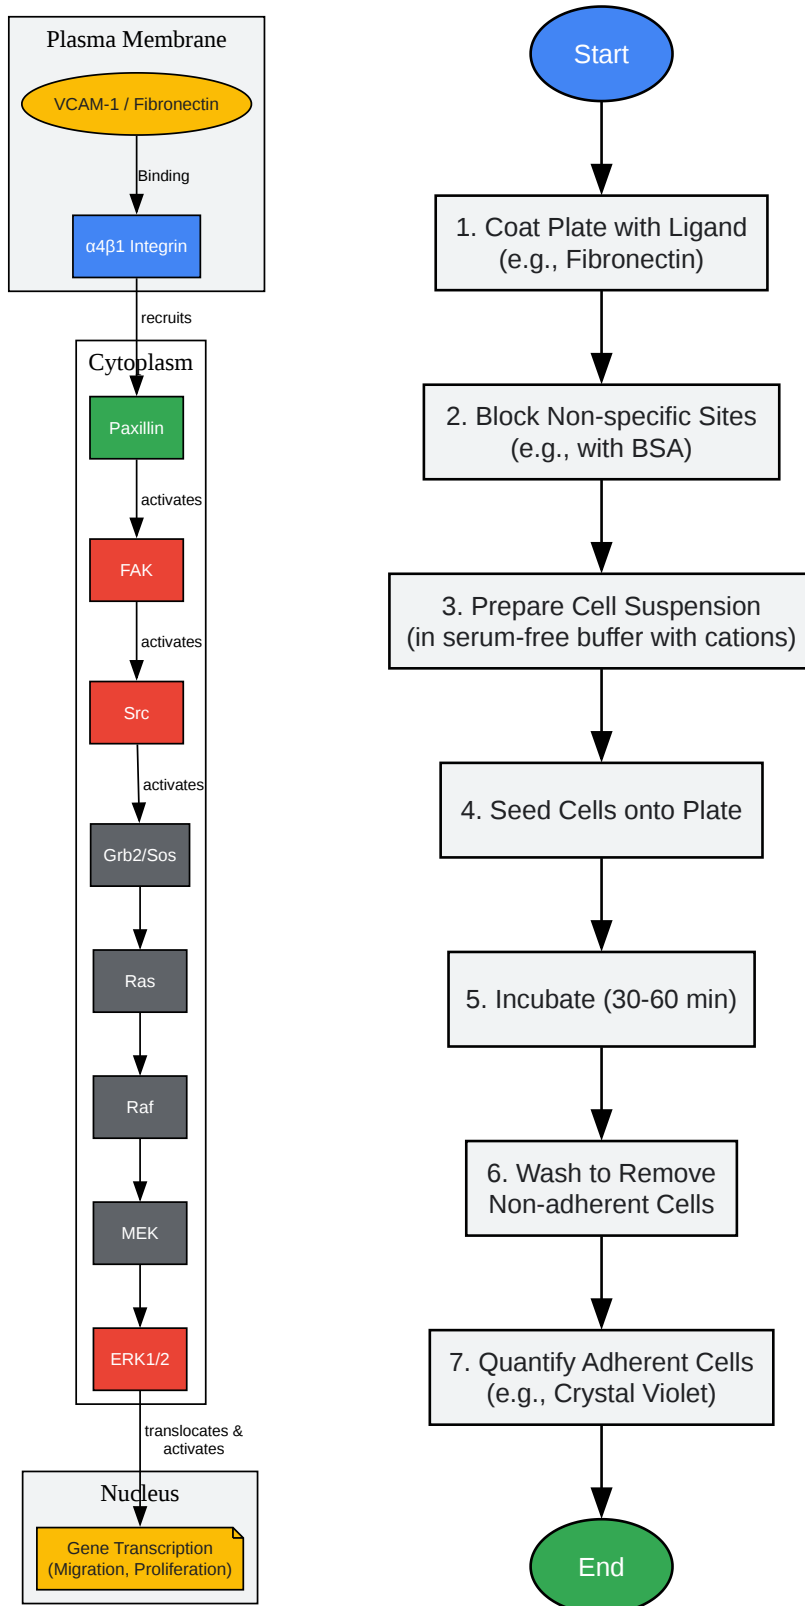 Plasma Membrane
VCAM-1 / Fibronectin
Binding
α4β1 Integrin
recruits
Cytoplasm
Paxillin
activates
FAK
activates
Src
activates
Grb2/Sos
Ras
Raf
MEK
ERK1/2
translocates &
activates
Nucleus
Gene Transcription
(Migration, Proliferation)
Start
1. Coat Plate with Ligand
(e.g., Fibronectin)
2. Block Non-specific Sites
(e.g., with BSA)
3. Prepare Cell Suspension
(in serum-free buffer with cations)
4. Seed Cells onto Plate
5. Incubate (30-60 min)
6. Wash to Remove
Non-adherent Cells
7. Quantify Adherent Cells
(e.g., Crystal Violet)
End